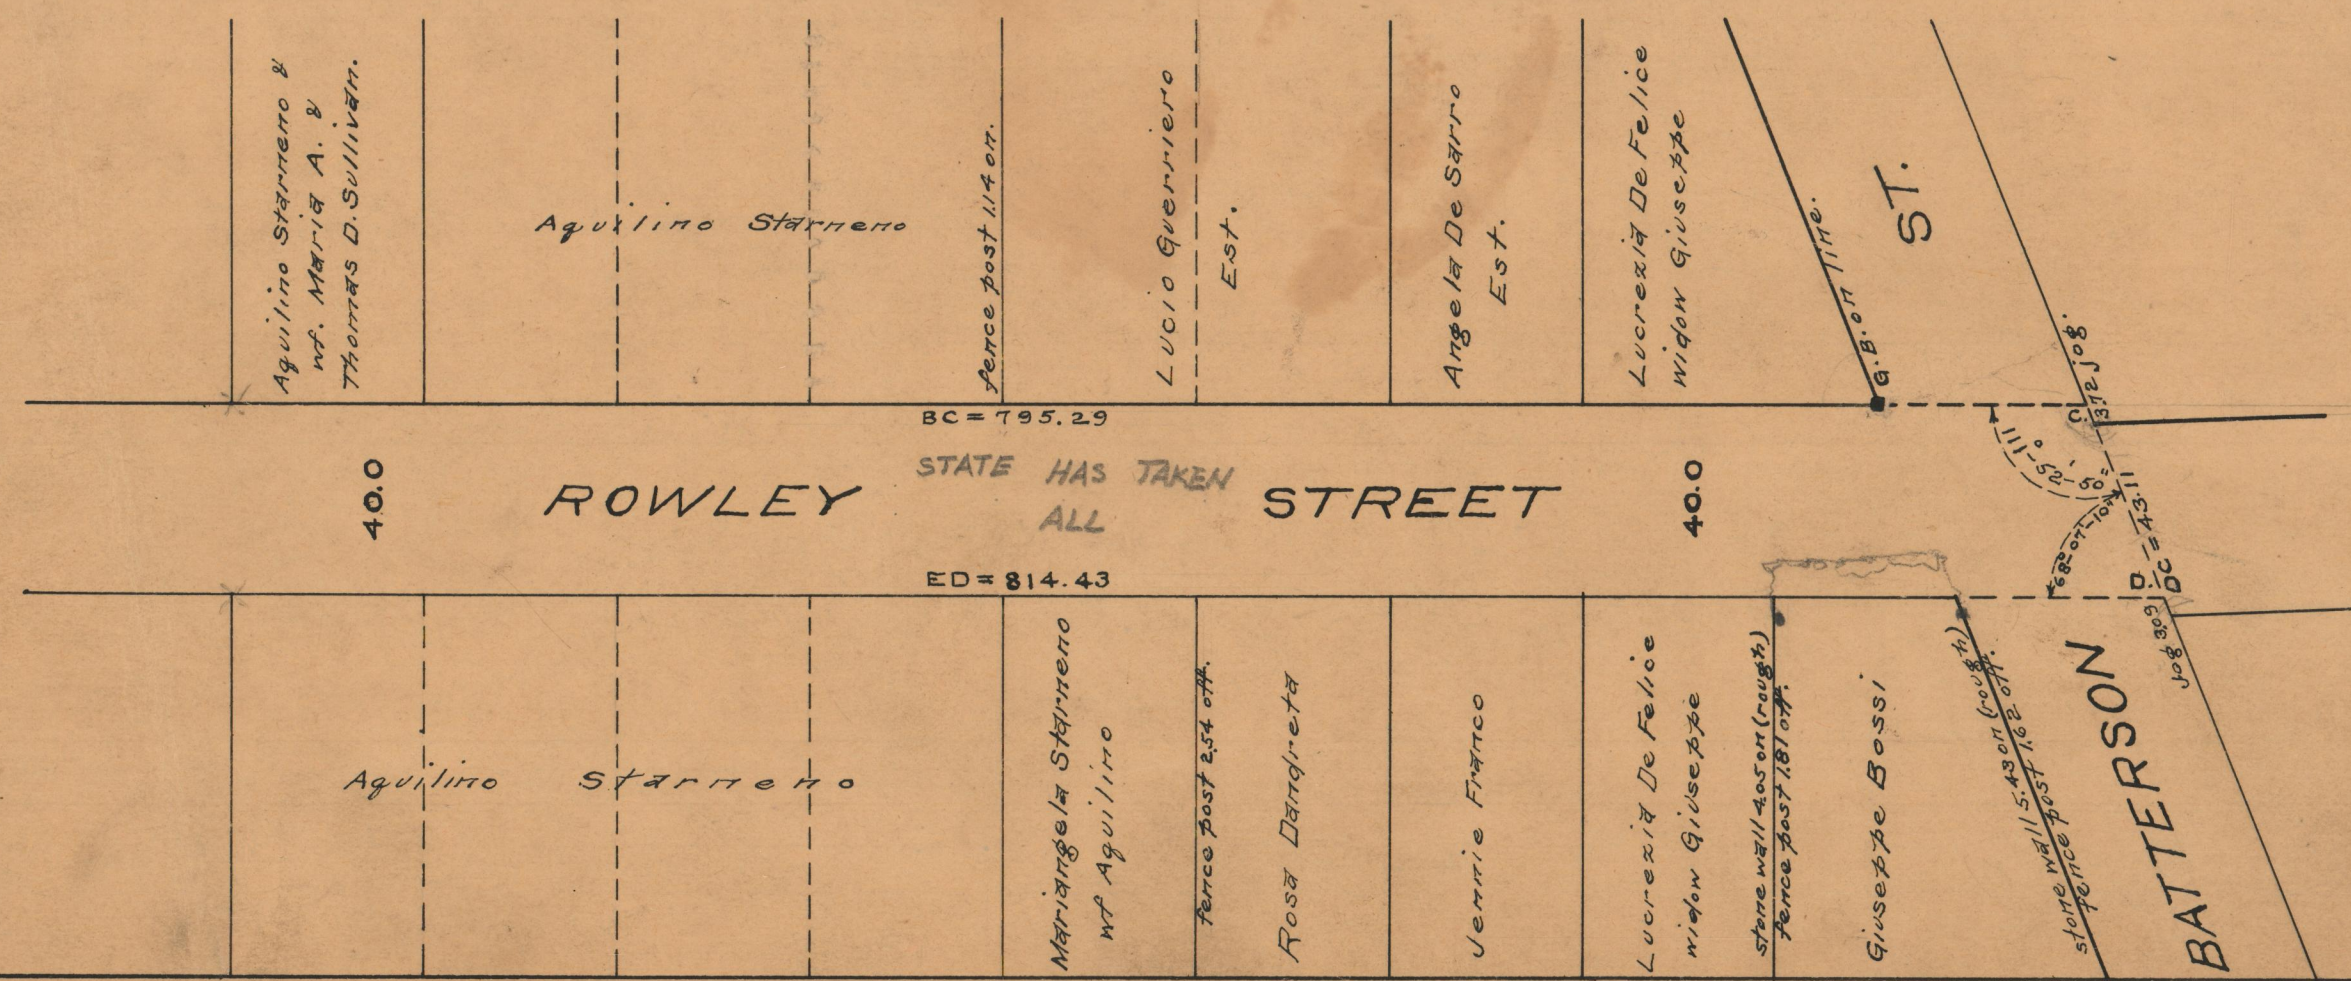 Aquilino Starneno &
wf. Maria A. &
Thomas D. Sullivan.
Aquilino Starneno
fence post 1.14 on.
Lucio Guerriero
Est.
Angela De Sarro
Est.
Lucrezia De Felice
widow Giuseppe
G.B. on line.
ST.
3.72 jog.
C
BC = 795.29
40.0
ROWLEY STREET
STATE HAS TAKEN
ALL
40.0
111°-52'-50"
68°-07'-10"
DC = 43.11
D
ED = 814.43
jog 3.09
Aquilino Starneno
Mariangela Starneno
wf Aquilino
fence post 2.54 off.
Rosa Dandreta
Jennie Franco
Lucrezia De Felice
widow Giuseppe
stone wall 4.05 on (rough)
fence post 1.81 off.
Giuseppe Bossi
stone wall 5.43 on (rough)
fence post 1.62 off.
BATTERSON